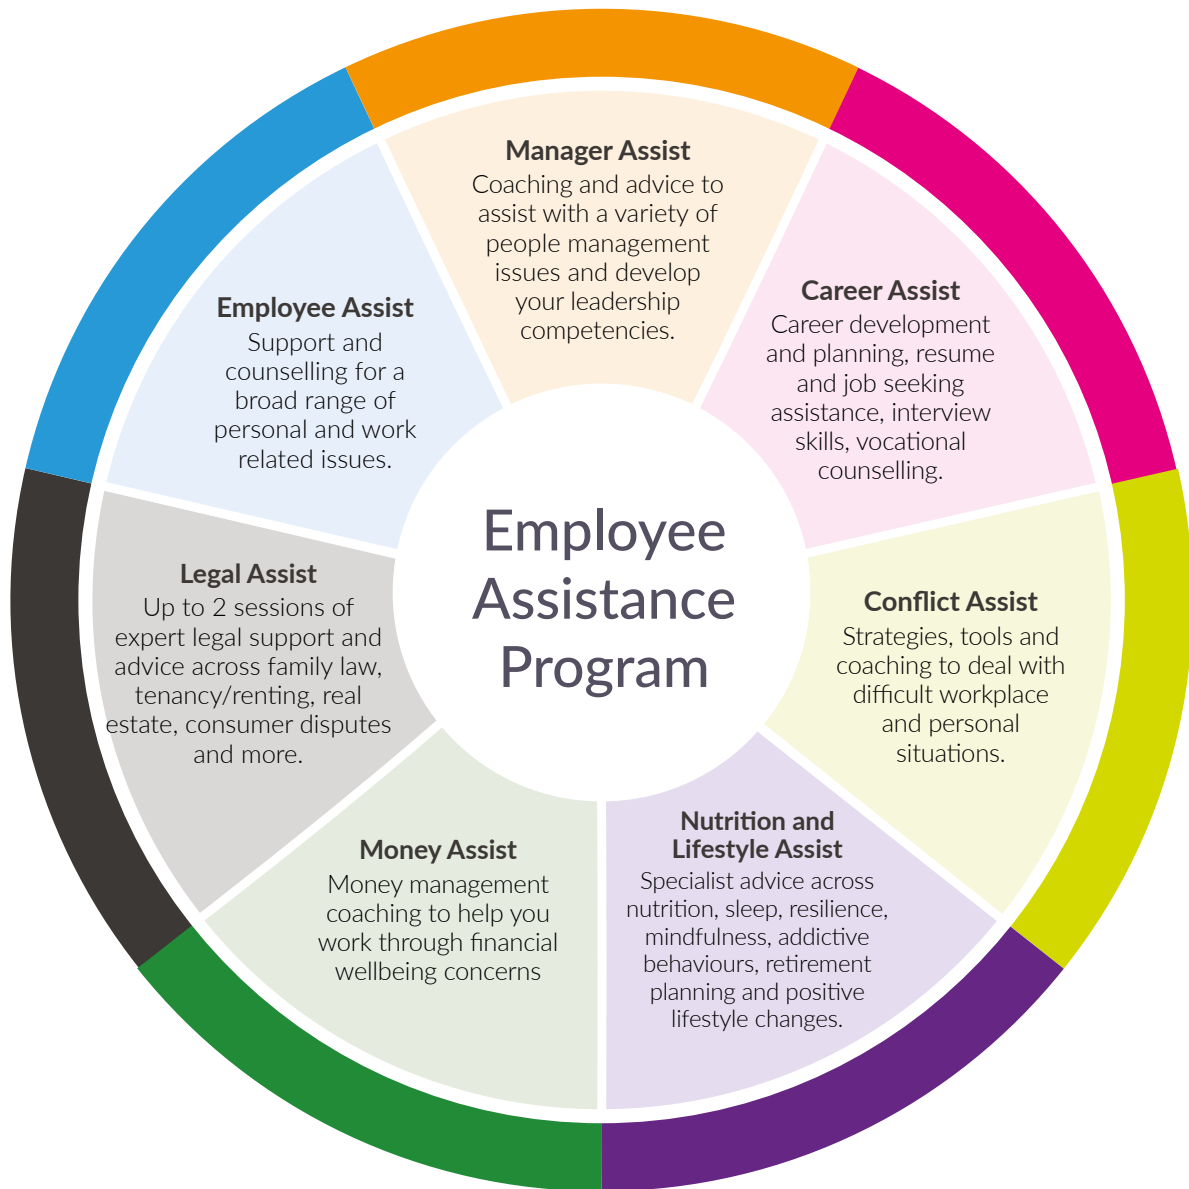 Manager Assist
Coaching and advice to
assist with a variety of
people management
issues and develop
your leadership
competencies.
Career Assist
Career development
and planning, resume
and job seeking
assistance, interview
skills, vocational
counselling.
Conflict Assist
Strategies, tools and
coaching to deal with
difficult workplace
and personal
situations.
Nutrition and
Lifestyle Assist
Specialist advice across
nutrition, sleep, resilience,
mindfulness, addictive
behaviours, retirement
planning and positive
lifestyle changes.
Money Assist
Money management
coaching to help you
work through financial
wellbeing concerns
Legal Assist
Up to 2 sessions of
expert legal support and
advice across family law,
tenancy/renting, real
estate, consumer disputes
and more.
Employee Assist
Support and
counselling for a
broad range of
personal and work
related issues.
Employee
Assistance
Program